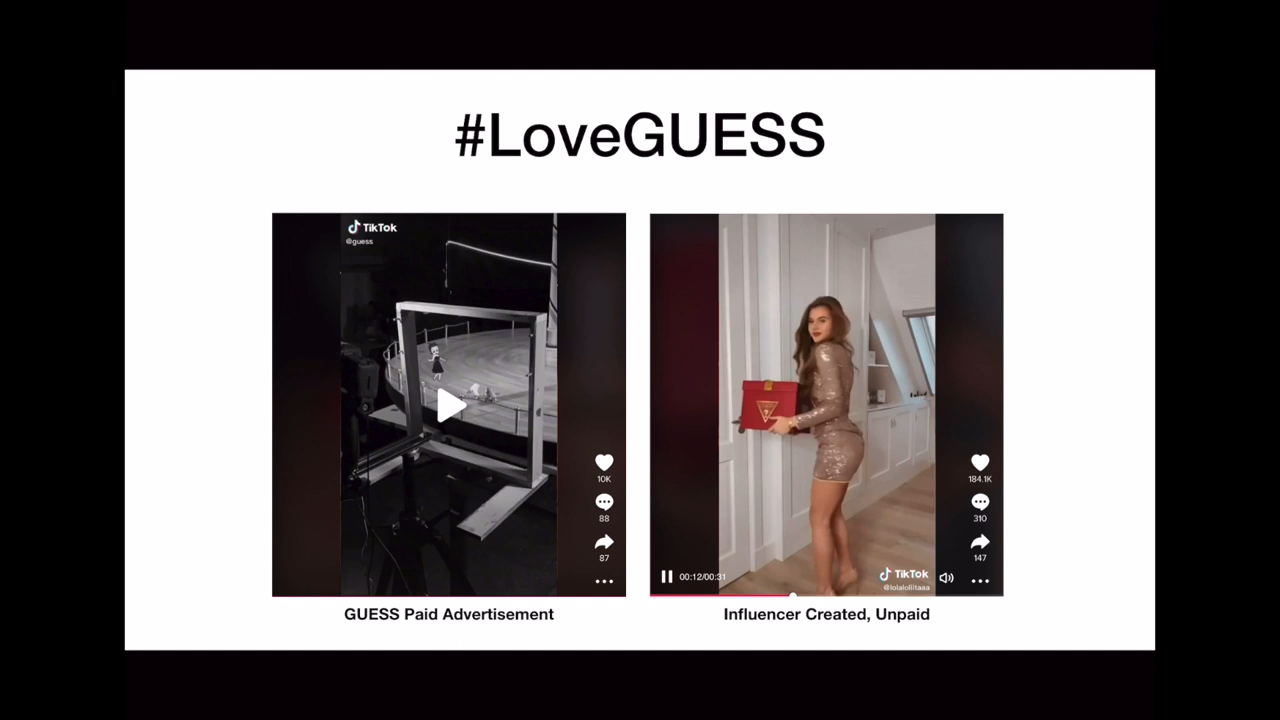 #LoveGUESS
TikTok
@guess
10K
88
87
184.1K
310
147
00:12/00:31
TikTok
@lolaloliitaaa
GUESS Paid Advertisement
Influencer Created, Unpaid